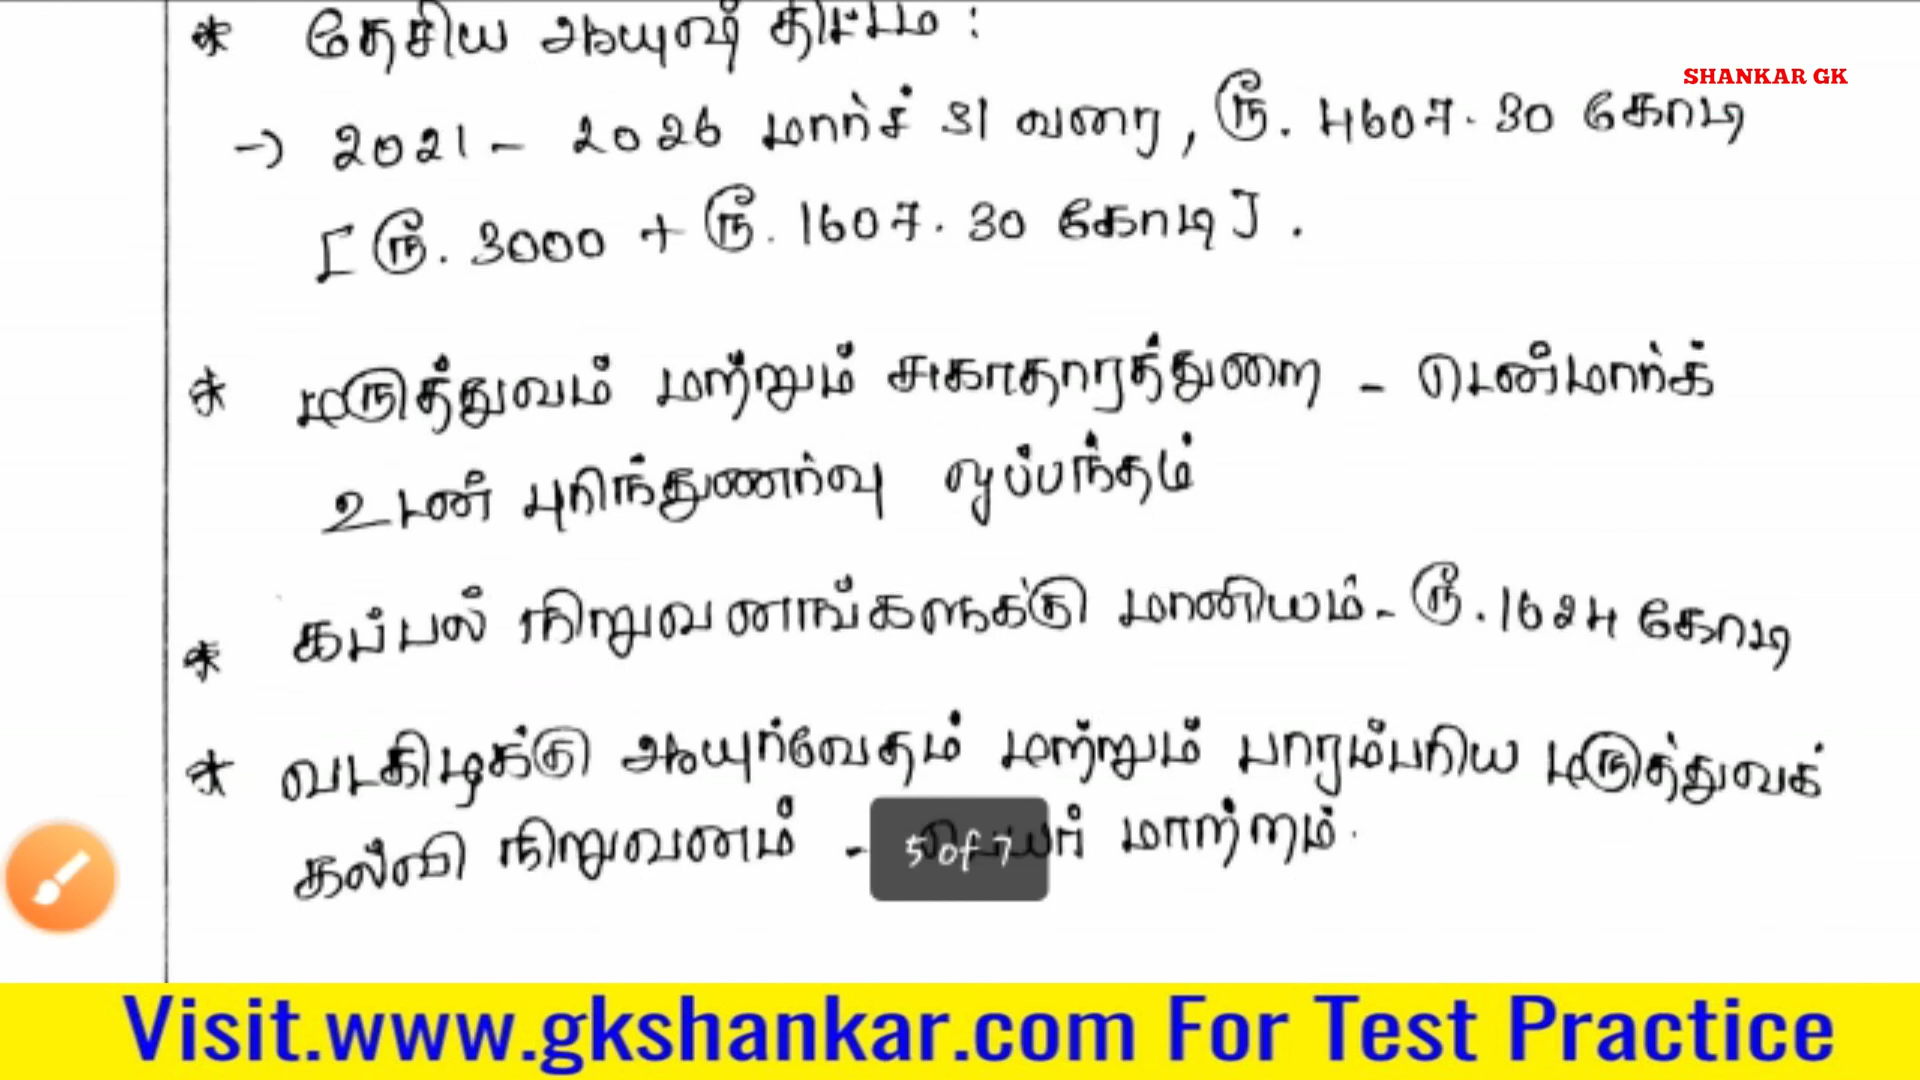 * தேசிய ஆயுஷ் திட்டம் :
SHANKAR GK
→ 2021 - 2026 மார்ச் 31 வரை, ரூ. 4607.30 கோடி
[ ரூ. 3000 + ரூ. 1607.30 கோடி ] .
* மருத்துவம் மற்றும் சுகாதாரத்துறை - டென்மார்க்
உடன் புரிந்துணர்வு ஒப்பந்தம்
* கப்பல் நிறுவனங்களுக்கு மானியம் - ரூ. 1624 கோடி
* வடகிழக்கு ஆயுர்வேதம் மற்றும் பாரம்பரிய மருத்துவக்
கல்வி நிறுவனம் - பெயர் மாற்றம்.
5 of 7
Visit.www.gkshankar.com For Test Practice